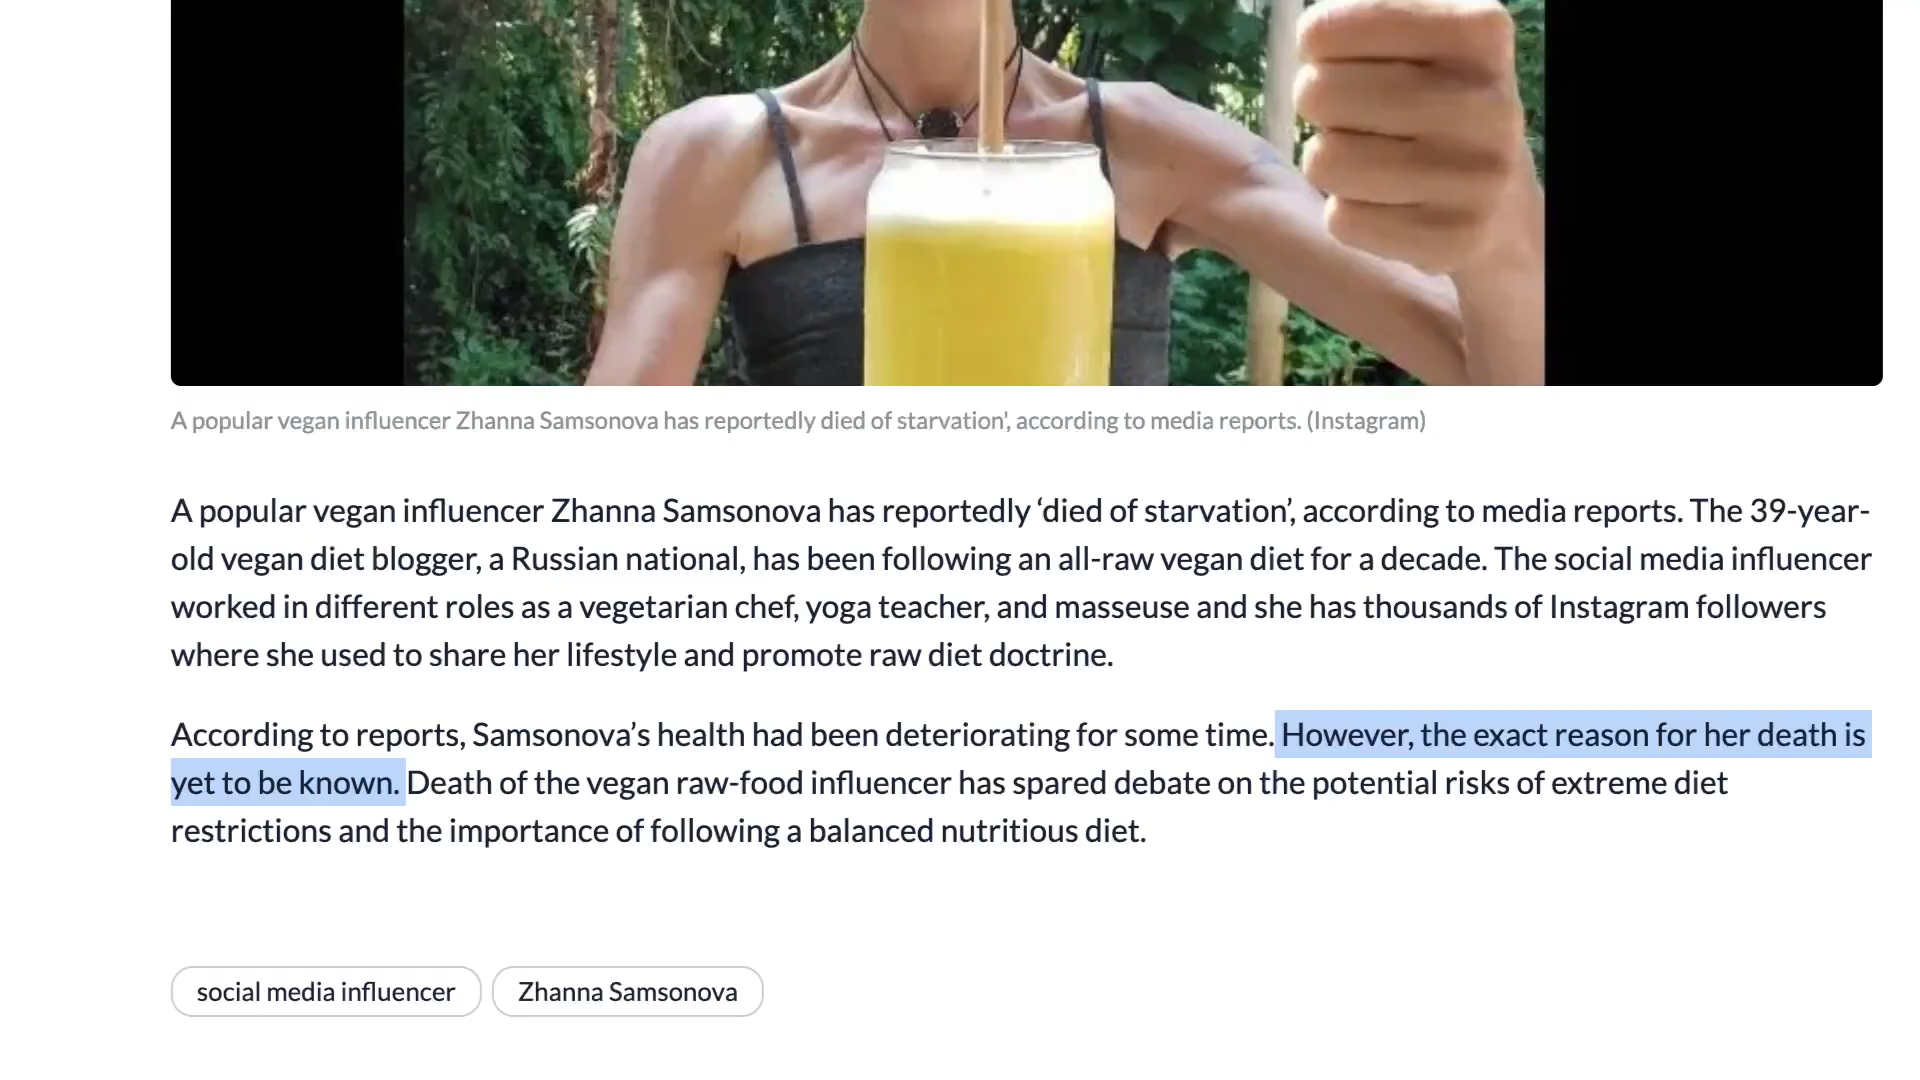 A popular vegan influencer Zhanna Samsonova has reportedly died of starvation', according to media reports. (Instagram)
A popular vegan influencer Zhanna Samsonova has reportedly ‘died of starvation’, according to media reports. The 39-year-
old vegan diet blogger, a Russian national, has been following an all-raw vegan diet for a decade. The social media influencer
worked in different roles as a vegetarian chef, yoga teacher, and masseuse and she has thousands of Instagram followers
where she used to share her lifestyle and promote raw diet doctrine.
According to reports, Samsonova’s health had been deteriorating for some time. However, the exact reason for her death is
yet to be known. Death of the vegan raw-food influencer has spared debate on the potential risks of extreme diet
restrictions and the importance of following a balanced nutritious diet.
social media influencer
Zhanna Samsonova